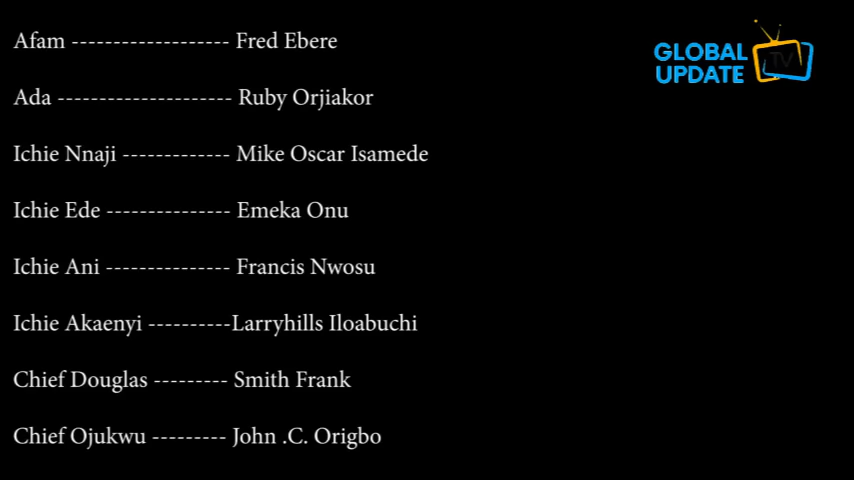 Afam ------------------- Fred Ebere
Ada --------------------- Ruby Orjiakor
Ichie Nnaji ------------- Mike Oscar Isamede
Ichie Ede --------------- Emeka Onu
Ichie Ani --------------- Francis Nwosu
Ichie Akaenyi ----------Larryhills Iloabuchi
Chief Douglas --------- Smith Frank
Chief Ojukwu --------- John .C. Origbo
GLOBAL
UPDATE
TV